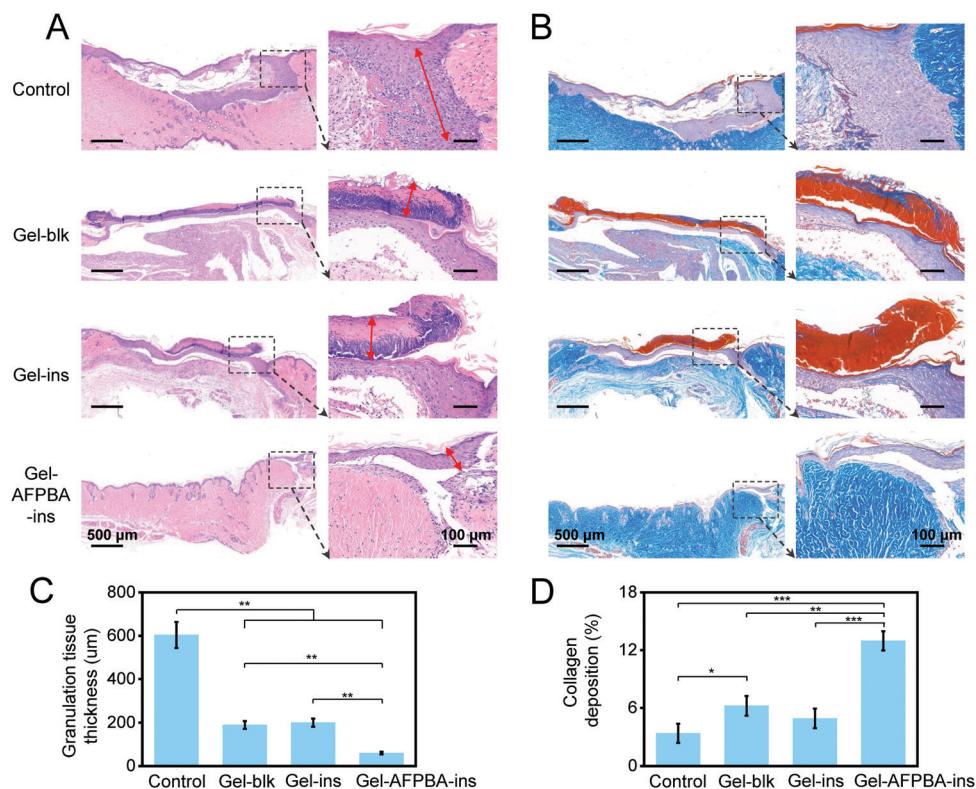 A
B
Control
Gel-blk
Gel-ins
Gel-
AFPBA
-ins
500 µm
100 µm
500 µm
100 µm
C
Granulation tissue
thickness (um)
800
600
400
200
0
**
**
**
Control
Gel-blk
Gel-ins
Gel-AFPBA-ins
D
Collagen
deposition (%)
18
12
6
0
***
**
***
*
Control
Gel-blk
Gel-ins
Gel-AFPBA-ins